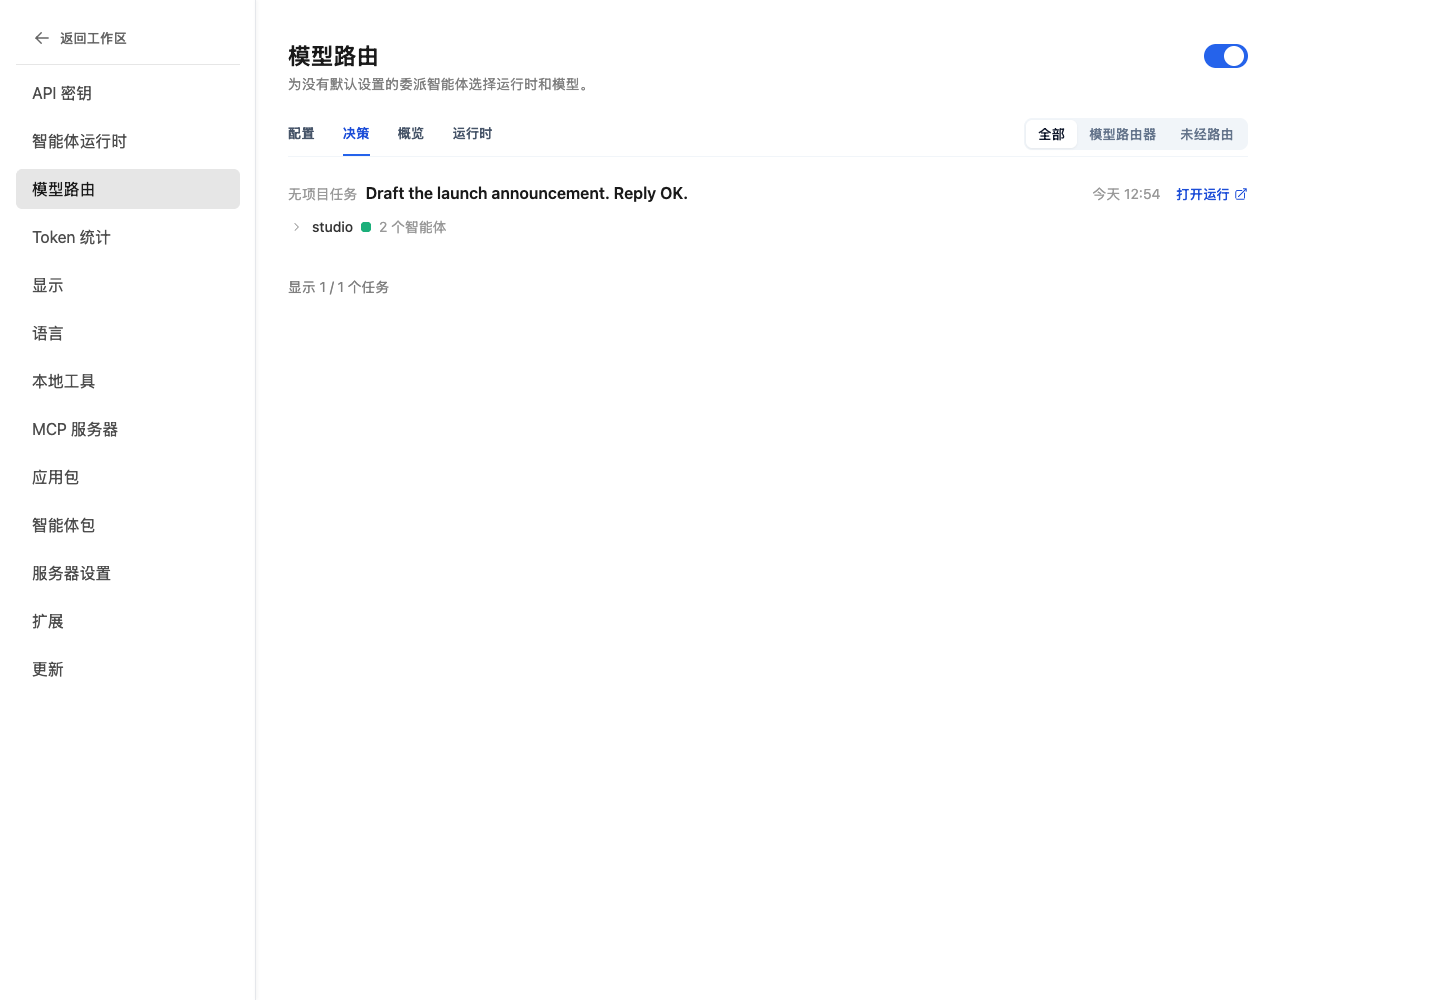 返回工作区
API 密钥
智能体运行时
模型路由
Token 统计
显示
语言
本地工具
MCP 服务器
应用包
智能体包
服务器设置
扩展
更新
模型路由
为没有默认设置的委派智能体选择运行时和模型。
配置 决策 概览 运行时
全部 模型路由器 未经路由
无项目任务 Draft the launch announcement. Reply OK. 今天 12:54 打开运行
studio 2 个智能体
显示 1 / 1 个任务